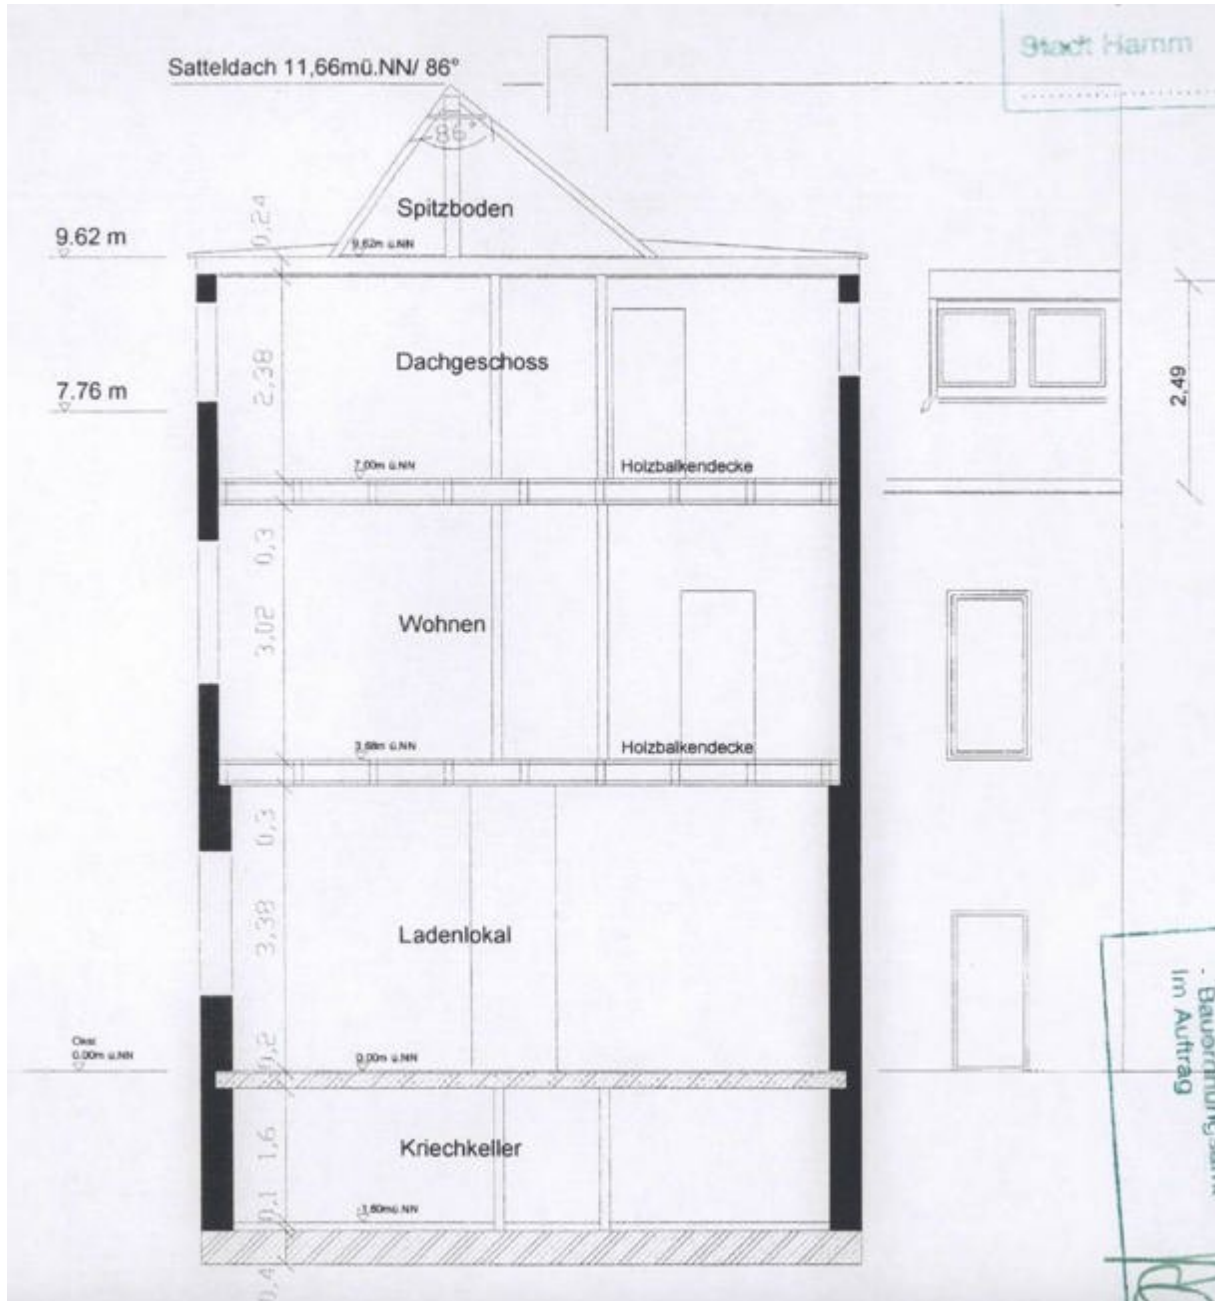 Stadt Hamm
Satteldach 11,66mü.NN/ 86°
86°
Spitzboden
0,24
9.62 m
9,62m ü.NN
Dachgeschoss
2,38
7.76 m
2,49
7,00m ü.NN
Holzbalkendecke
0,3
Wohnen
3,02
3,68m ü.NN
Holzbalkendecke
0,3
Ladenlokal
3,38
0,2
0.00m ü.NN
0,00m ü.NN
Im Auftrag
Kriechkeller
1,6
-1,60mü.NN
0,1
0,4